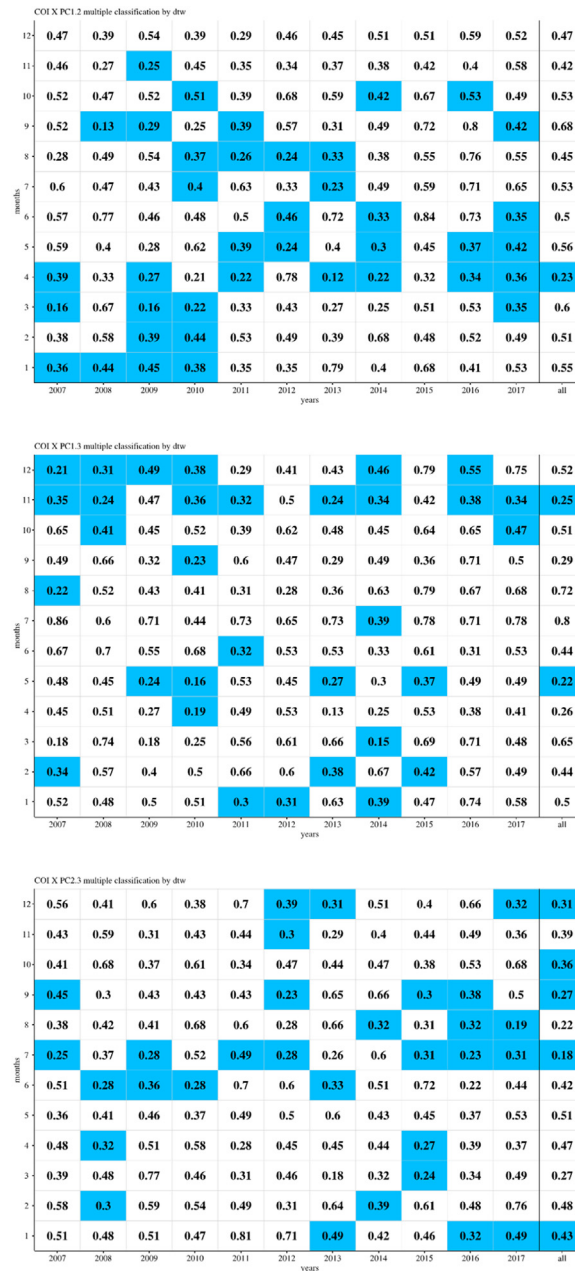 COI X PC1.2 multiple classification by dtw
12 0.47 0.39 0.54 0.39 0.29 0.46 0.45 0.51 0.51 0.59 0.52 0.47
11 0.46 0.27 0.25 0.45 0.35 0.34 0.37 0.38 0.42 0.4 0.58 0.42
10 0.52 0.47 0.52 0.51 0.39 0.68 0.59 0.42 0.67 0.53 0.49 0.53
9 0.52 0.13 0.29 0.25 0.39 0.57 0.31 0.49 0.72 0.8 0.42 0.68
8 0.28 0.49 0.54 0.37 0.26 0.24 0.33 0.38 0.55 0.76 0.55 0.45
7 0.6 0.47 0.43 0.4 0.63 0.33 0.23 0.49 0.59 0.71 0.65 0.53
months
6 0.57 0.77 0.46 0.48 0.5 0.46 0.72 0.33 0.84 0.73 0.35 0.5
5 0.59 0.4 0.28 0.62 0.39 0.24 0.4 0.3 0.45 0.37 0.42 0.56
4 0.39 0.33 0.27 0.21 0.22 0.78 0.12 0.22 0.32 0.34 0.36 0.23
3 0.16 0.67 0.16 0.22 0.33 0.43 0.27 0.25 0.51 0.53 0.35 0.6
2 0.38 0.58 0.39 0.44 0.53 0.49 0.39 0.68 0.48 0.52 0.49 0.51
1 0.36 0.44 0.45 0.38 0.35 0.35 0.79 0.4 0.68 0.41 0.53 0.55
2007 2008 2009 2010 2011 2012 2013 2014 2015 2016 2017 all
years
COI X PC1.3 multiple classification by dtw
12 0.21 0.31 0.49 0.38 0.29 0.41 0.43 0.46 0.79 0.55 0.75 0.52
11 0.35 0.24 0.47 0.36 0.32 0.5 0.24 0.34 0.42 0.38 0.34 0.25
10 0.65 0.41 0.45 0.52 0.39 0.62 0.48 0.45 0.64 0.65 0.47 0.51
9 0.49 0.66 0.32 0.23 0.6 0.47 0.29 0.49 0.36 0.71 0.5 0.29
8 0.22 0.52 0.43 0.41 0.31 0.28 0.36 0.63 0.79 0.67 0.68 0.72
7 0.86 0.6 0.71 0.44 0.73 0.65 0.73 0.39 0.78 0.71 0.78 0.8
months
6 0.67 0.7 0.55 0.68 0.32 0.53 0.53 0.33 0.61 0.31 0.53 0.44
5 0.48 0.45 0.24 0.16 0.53 0.45 0.27 0.3 0.37 0.49 0.49 0.22
4 0.45 0.51 0.27 0.19 0.49 0.53 0.13 0.25 0.53 0.38 0.41 0.26
3 0.18 0.74 0.18 0.25 0.56 0.61 0.66 0.15 0.69 0.71 0.48 0.65
2 0.34 0.57 0.4 0.5 0.66 0.6 0.38 0.67 0.42 0.57 0.49 0.44
1 0.52 0.48 0.5 0.51 0.3 0.31 0.63 0.39 0.47 0.74 0.58 0.5
2007 2008 2009 2010 2011 2012 2013 2014 2015 2016 2017 all
years
COI X PC2.3 multiple classification by dtw
12 0.56 0.41 0.6 0.38 0.7 0.39 0.31 0.51 0.4 0.66 0.32 0.31
11 0.43 0.59 0.31 0.43 0.44 0.3 0.29 0.4 0.44 0.49 0.36 0.39
10 0.41 0.68 0.37 0.61 0.34 0.47 0.44 0.47 0.38 0.53 0.68 0.36
9 0.45 0.3 0.43 0.43 0.43 0.23 0.65 0.66 0.3 0.38 0.5 0.27
8 0.38 0.42 0.41 0.68 0.6 0.28 0.66 0.32 0.31 0.32 0.19 0.22
7 0.25 0.37 0.28 0.52 0.49 0.28 0.26 0.6 0.31 0.23 0.31 0.18
months
6 0.51 0.28 0.36 0.28 0.7 0.6 0.33 0.51 0.72 0.22 0.44 0.42
5 0.36 0.41 0.46 0.37 0.49 0.5 0.6 0.43 0.45 0.37 0.53 0.51
4 0.48 0.32 0.51 0.58 0.28 0.45 0.45 0.44 0.27 0.39 0.37 0.47
3 0.39 0.48 0.77 0.46 0.31 0.46 0.18 0.32 0.24 0.34 0.49 0.27
2 0.58 0.3 0.59 0.54 0.49 0.31 0.64 0.39 0.61 0.48 0.76 0.48
1 0.51 0.48 0.51 0.47 0.81 0.71 0.49 0.42 0.46 0.32 0.49 0.43
2007 2008 2009 2010 2011 2012 2013 2014 2015 2016 2017 all
years